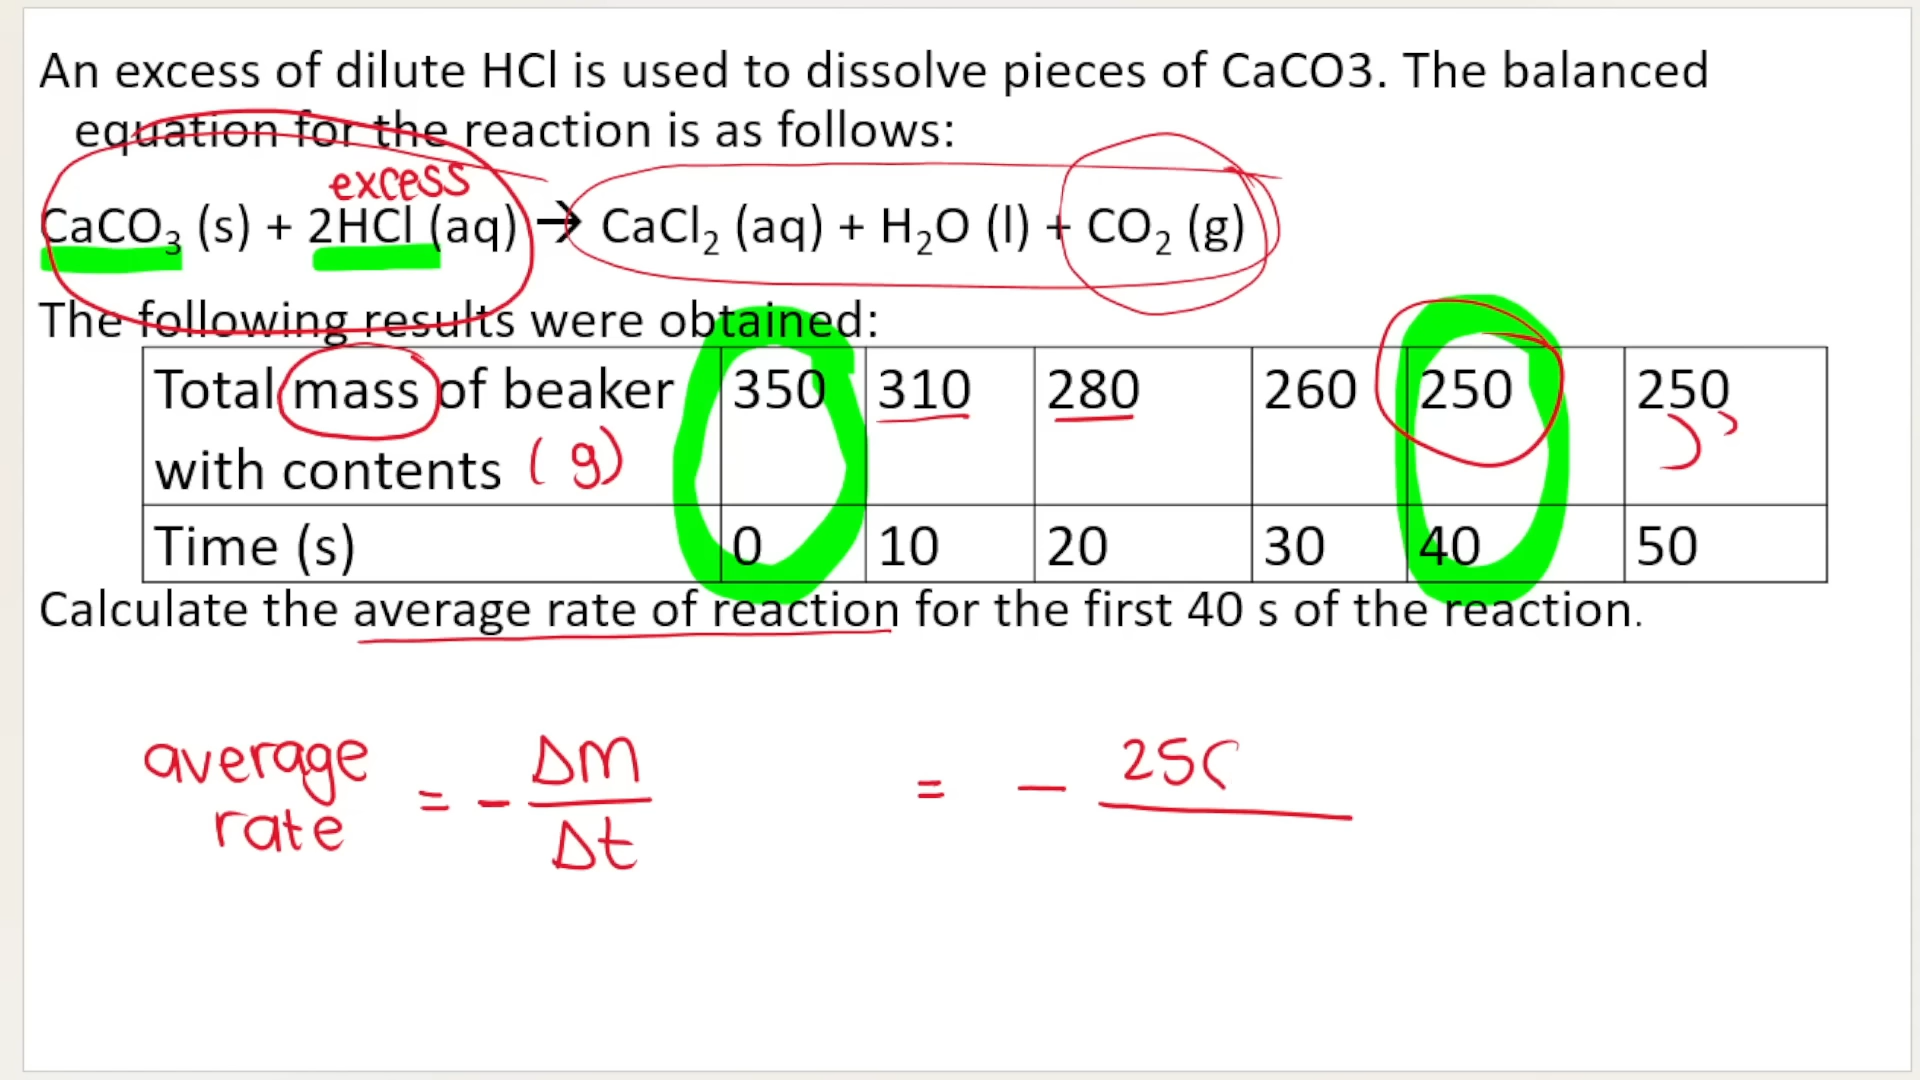 An excess of dilute HCl is used to dissolve pieces of CaCO3. The balanced
equation for the reaction is as follows:
excess
CaCO₃ (s) + 2HCl (aq) → CaCl₂ (aq) + H₂O (l) + CO₂ (g)
The following results were obtained:
Total mass of beaker 350 310 280 260 250 250
with contents (g)
Time (s) 0 10 20 30 40 50
Calculate the average rate of reaction for the first 40 s of the reaction.
average rate = - Δm/Δt = - 25